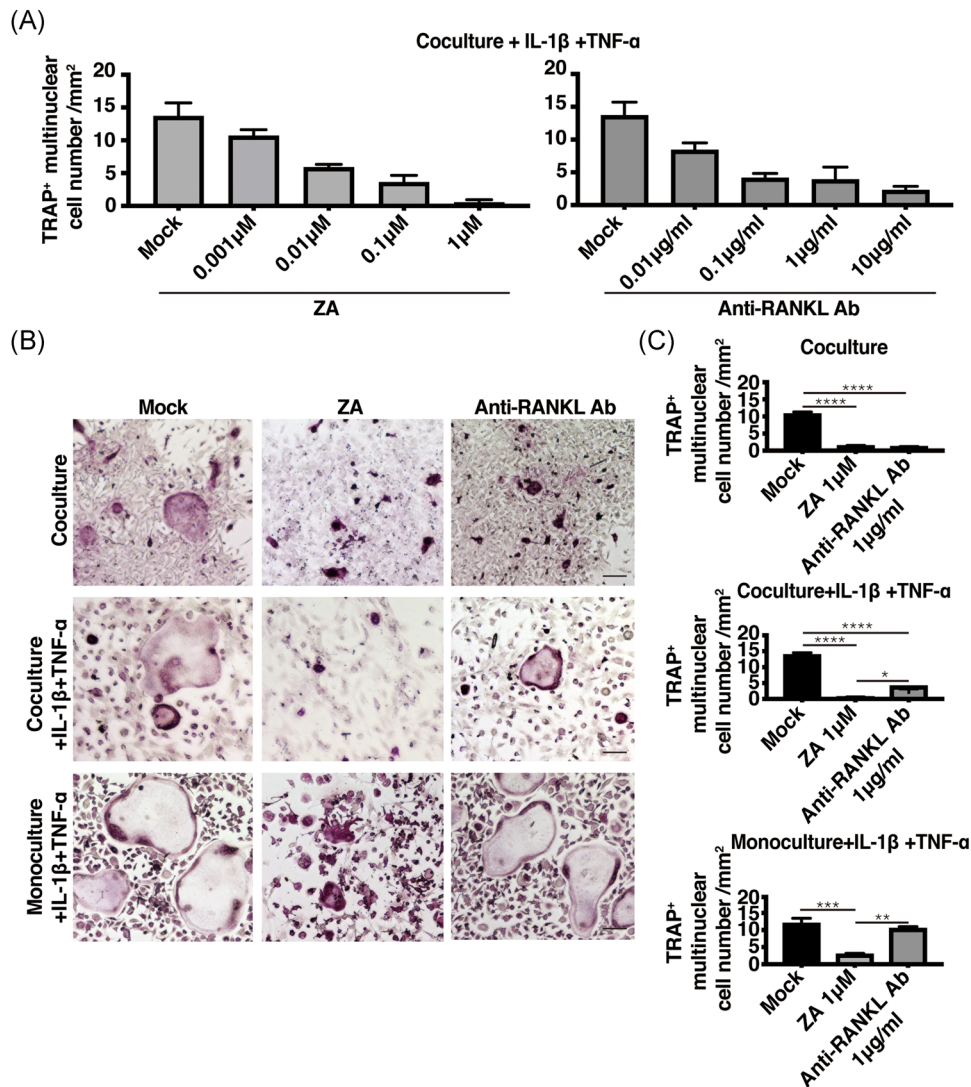 (A)
Coculture + IL-1β +TNF-α
TRAP⁺ multinuclear
cell number /mm²
20
15
10
5
0
Mock
0.001µM
0.01µM
0.1µM
1µM
ZA
20
15
10
5
0
Mock
0.01µg/ml
0.1µg/ml
1µg/ml
10µg/ml
Anti-RANKL Ab
(B)
Mock
ZA
Anti-RANKL Ab
Coculture
Coculture
+IL-1β+TNF-α
Monoculture
+IL-1β+TNF-α
(C)
Coculture
TRAP⁺
multinuclear
cell number /mm²
20
15
10
5
0
****
****
Mock
ZA 1µM
Anti-RANKL Ab
1µg/ml
Coculture+IL-1β +TNF-α
TRAP⁺
multinuclear
cell number /mm²
20
15
10
5
0
****
****
*
Mock
ZA 1µM
Anti-RANKL Ab
1µg/ml
Monoculture+IL-1β +TNF-α
TRAP⁺
multinuclear
cell number /mm²
20
15
10
5
0
***
**
Mock
ZA 1µM
Anti-RANKL Ab
1µg/ml